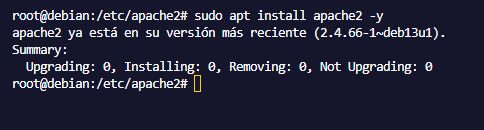 root@debian:/etc/apache2# sudo apt install apache2 -y
apache2 ya está en su versión más reciente (2.4.66-1~deb13u1).
Summary:
  Upgrading: 0, Installing: 0, Removing: 0, Not Upgrading: 0
root@debian:/etc/apache2#